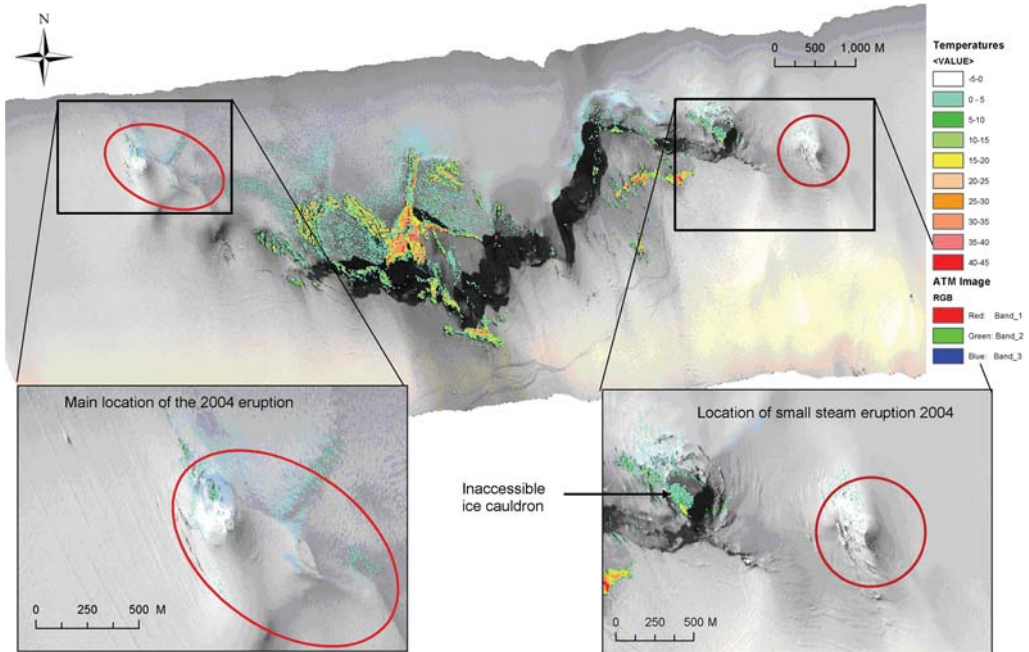 N
0 500 1,000 M
Temperatures
<VALUE>
-5-0
0 - 5
5-10
10-15
15-20
20-25
25-30
30-35
35-40
40-45
ATM Image
RGB
Red: Band_1
Green: Band_2
Blue: Band_3
Main location of the 2004 eruption
0 250 500 M
Location of small steam eruption 2004
Inaccessible
ice cauldron
0 250 500 M